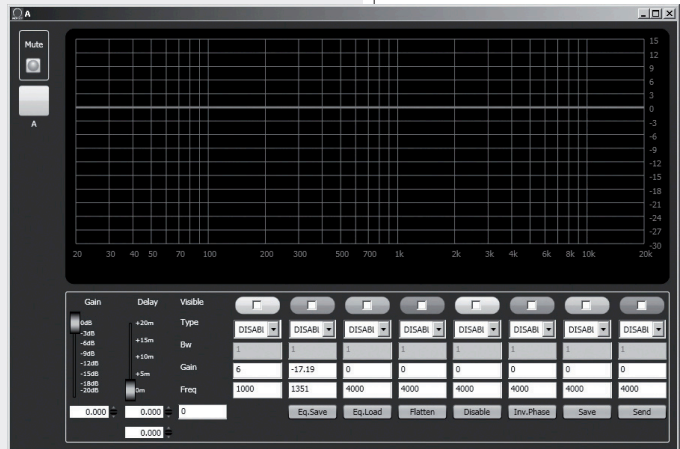 A
Mute
A
15
12
9
6
3
0
-3
-6
-9
-12
-15
-18
-21
-24
-27
-30
20 30 40 50 70 100 200 300 500 700 1k 2k 3k 4k 6k 8k 10k 20k
Gain Delay Visible
0dB
-3dB
-6dB
-9dB
-12dB
-15dB
-18dB
-20dB
+20m
+15m
+10m
+5m
0m
Type DISABI DISABI DISABI DISABI DISABI DISABI DISABI DISABI
Bw 1 1 1 1 1 1 1 1
Gain 6 -17.19 0 0 0 0 0 0
Freq 1000 1351 4000 4000 4000 4000 4000 4000
0.000 0.000 0 Eq.Save Eq.Load Flatten Disable Inv.Phase Save Send
0.000